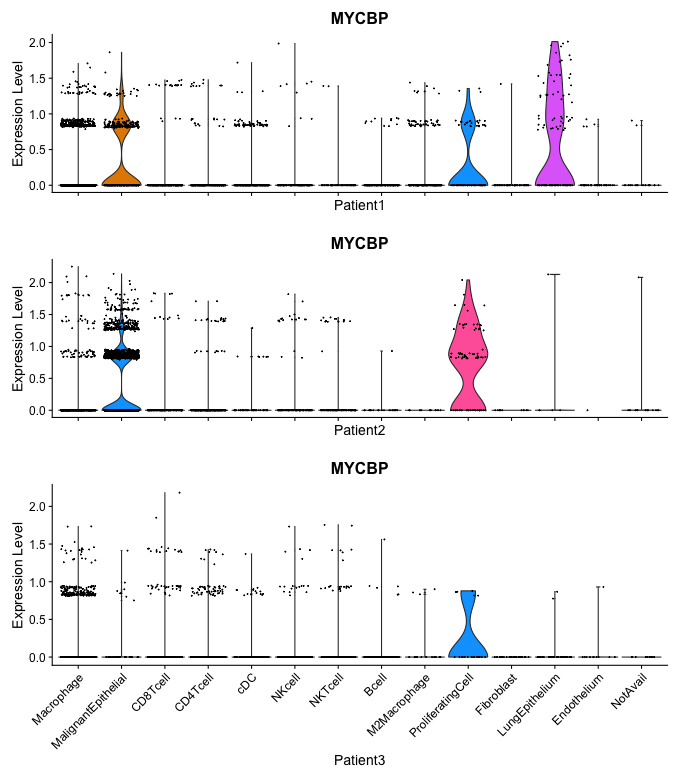 MYCBP
Expression Level
2.0
1.5
1.0
0.5
0.0
Patient1
MYCBP
Expression Level
2.0
1.5
1.0
0.5
0.0
Patient2
MYCBP
Expression Level
2.0
1.5
1.0
0.5
0.0
Macrophage
MalignantEpithelial
CD8Tcell
CD4Tcell
cDC
NKcell
NKTcell
Bcell
M2Macrophage
ProliferatingCell
Fibroblast
LungEpithelium
Endothelium
NotAvail
Patient3